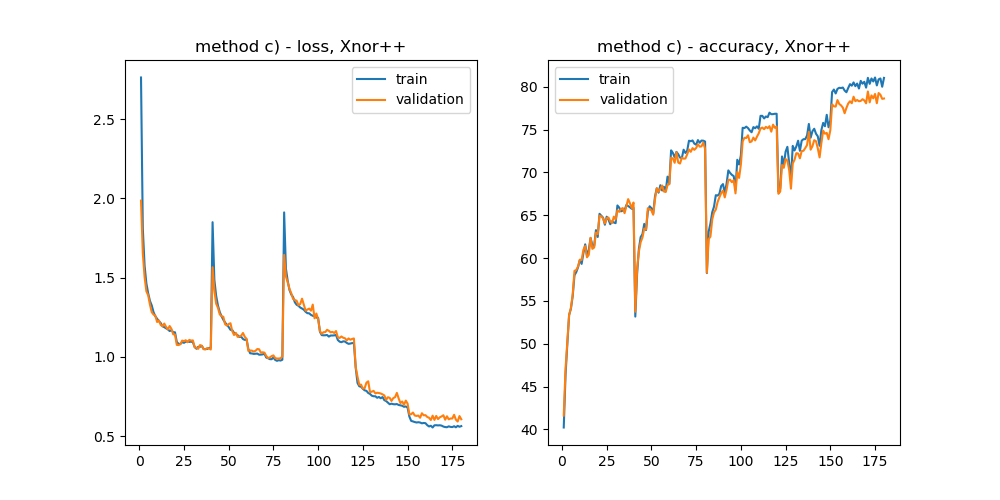 method c) - loss, Xnor++
train
validation
2.5
2.0
1.5
1.0
0.5
0 25 50 75 100 125 150 175
method c) - accuracy, Xnor++
train
validation
80
75
70
65
60
55
50
45
40
0 25 50 75 100 125 150 175